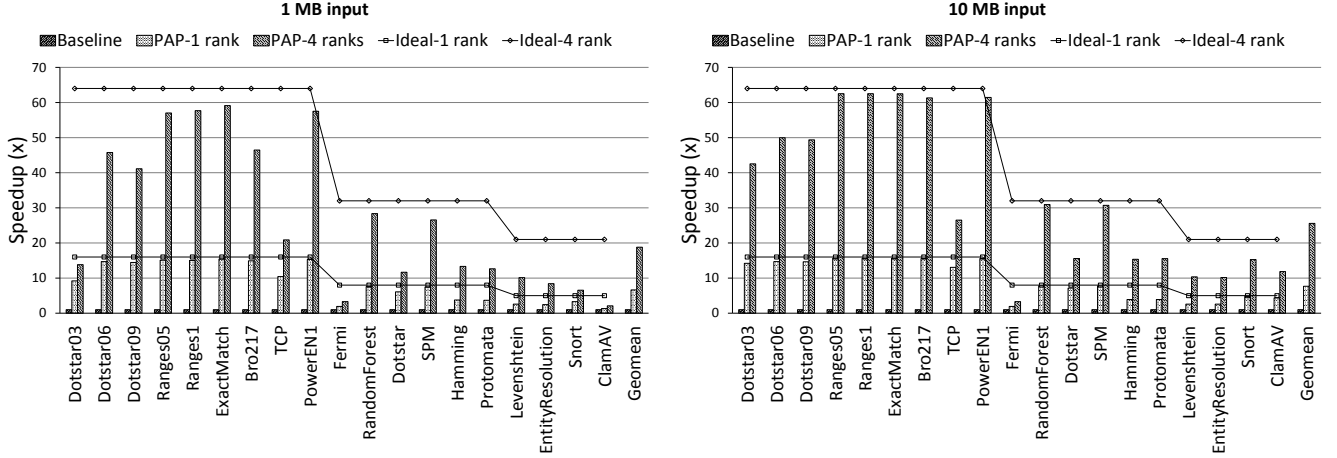 1 MB input
Baseline PAP-1 rank PAP-4 ranks Ideal-1 rank Ideal-4 rank
Speedup (x)
70
60
50
40
30
20
10
0
Dotstar03
Dotstar06
Dotstar09
Ranges05
Ranges1
ExactMatch
Bro217
TCP
PowerEN1
Fermi
RandomForest
Dotstar
SPM
Hamming
Protomata
Levenshtein
EntityResolution
Snort
ClamAV
Geomean
10 MB input
Baseline PAP-1 rank PAP-4 ranks Ideal-1 rank Ideal-4 rank
Speedup (x)
70
60
50
40
30
20
10
0
Dotstar03
Dotstar06
Dotstar09
Ranges05
Ranges1
ExactMatch
Bro217
TCP
PowerEN1
Fermi
RandomForest
Dotstar
SPM
Hamming
Protomata
Levenshtein
EntityResolution
Snort
ClamAV
Geomean